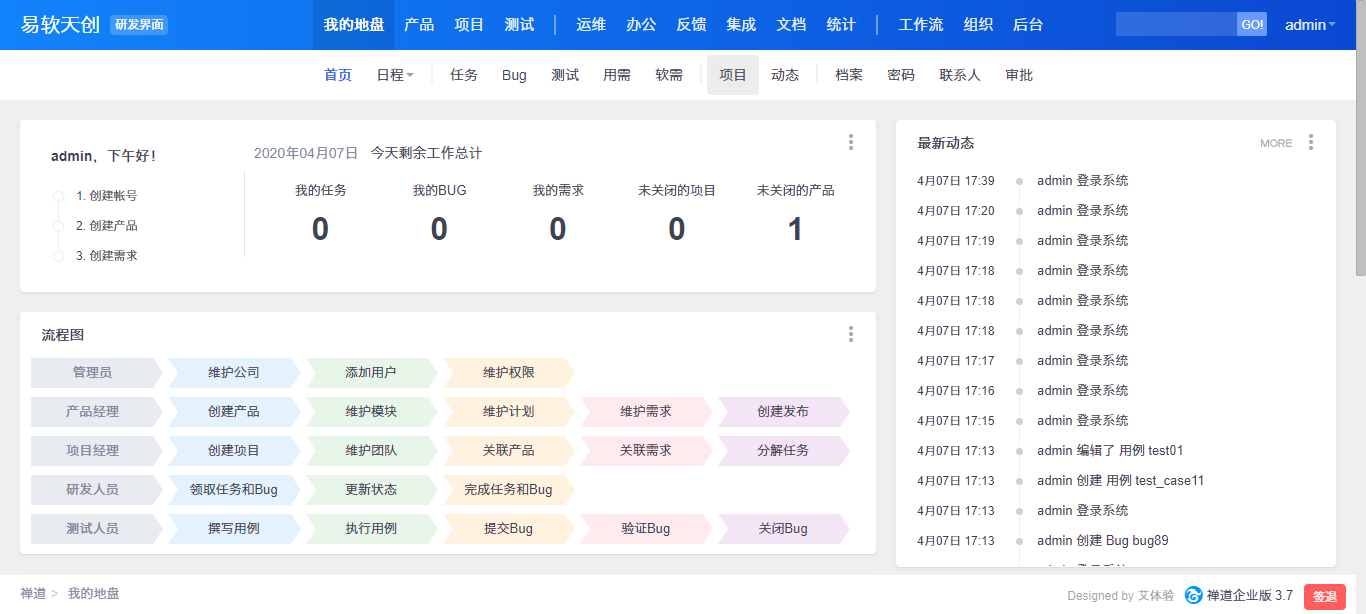 易软天创 研发界面 我的地盘 产品 项目 测试 运维 办公 反馈 集成 文档 统计 工作流 组织 后台 GO! admin
首页 日程 任务 Bug 测试 用需 软需 项目 动态 档案 密码 联系人 审批
admin，下午好！
1. 创建帐号
2. 创建产品
3. 创建需求
2020年04月07日 今天剩余工作总计
我的任务 我的BUG 我的需求 未关闭的项目 未关闭的产品
0 0 0 0 1
流程图
管理员 维护公司 添加用户 维护权限
产品经理 创建产品 维护模块 维护计划 维护需求 创建发布
项目经理 创建项目 维护团队 关联产品 关联需求 分解任务
研发人员 领取任务和Bug 更新状态 完成任务和Bug
测试人员 撰写用例 执行用例 提交Bug 验证Bug 关闭Bug
最新动态 MORE
4月07日 17:39 admin 登录系统
4月07日 17:20 admin 登录系统
4月07日 17:19 admin 登录系统
4月07日 17:18 admin 登录系统
4月07日 17:18 admin 登录系统
4月07日 17:18 admin 登录系统
4月07日 17:17 admin 登录系统
4月07日 17:16 admin 登录系统
4月07日 17:15 admin 登录系统
4月07日 17:13 admin 编辑了 用例 test01
4月07日 17:13 admin 创建 用例 test_case11
4月07日 17:13 admin 登录系统
4月07日 17:13 admin 创建 Bug bug89
禅道 > 我的地盘 Designed by 艾体验 禅道企业版 3.7 签退